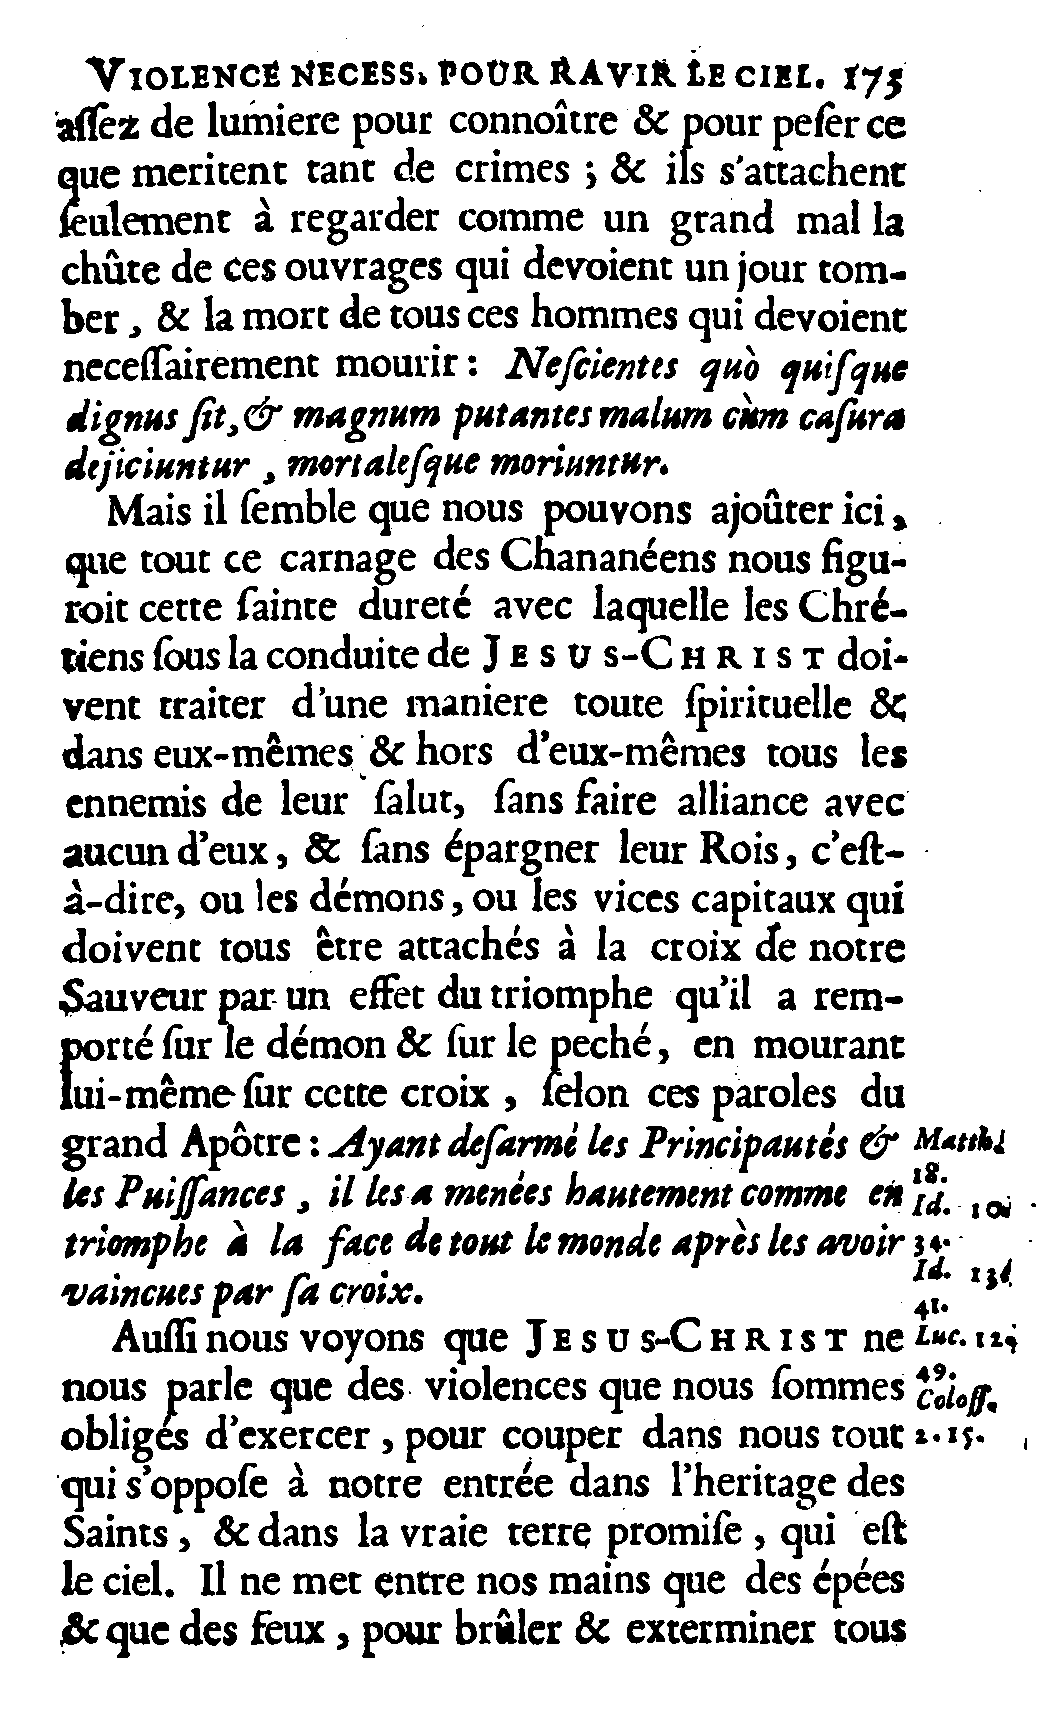 VIOLENCE NECESS. POUR RAVIR LE CIEL. 175
assez de lumiere pour connoître & pour peser ce
que meritent tant de crimes ; & ils s'attachent
ſeulement à regarder comme un grand mal la
chûte de ces ouvrages qui devoient un jour tom-
ber, & la mort de tous ces hommes qui devoient
neceſſairement mourir : Neſcientes quò quiſque
dignus ſit, & magnum putantes malum cùm caſura
dejiciuntur, mortaleſque moriuntur.
Mais il ſemble que nous pouvons ajoûter ici,
que tout ce carnage des Chananéens nous figu-
roit cette ſainte dureté avec laquelle les Chré-
tiens ſous la conduite de JESUS-CHRIST doi-
vent traiter d'une maniere toute ſpirituelle &
dans eux-mêmes & hors d'eux-mêmes tous les
ennemis de leur ſalut, ſans faire alliance avec
aucun d'eux, & ſans épargner leur Rois, c'eſt-
à-dire, ou les démons, ou les vices capitaux qui
doivent tous être attachés à la croix de notre
Sauveur par un effet du triomphe qu'il a rem-
porté ſur le démon & ſur le peché, en mourant
lui-même ſur cette croix, ſelon ces paroles du
grand Apôtre : Ayant deſarmé les Principautés &
les Puiſſances, il les a menées hautement comme en
triomphe à la face de tout le monde après les avoir
vaincues par ſa croix.
Auſſi nous voyons que JESUS-CHRIST ne
nous parle que des violences que nous ſommes
obligés d'exercer, pour couper dans nous tout
qui s'oppoſe à notre entrée dans l'heritage des
Saints, & dans la vraie terre promiſe, qui eſt
le ciel. Il ne met entre nos mains que des épées
& que des feux, pour brûler & exterminer tous
18.
Id. 10
34.
Id. 13
41.
Luc. 12
49.
Coloſſ.
2. 15.